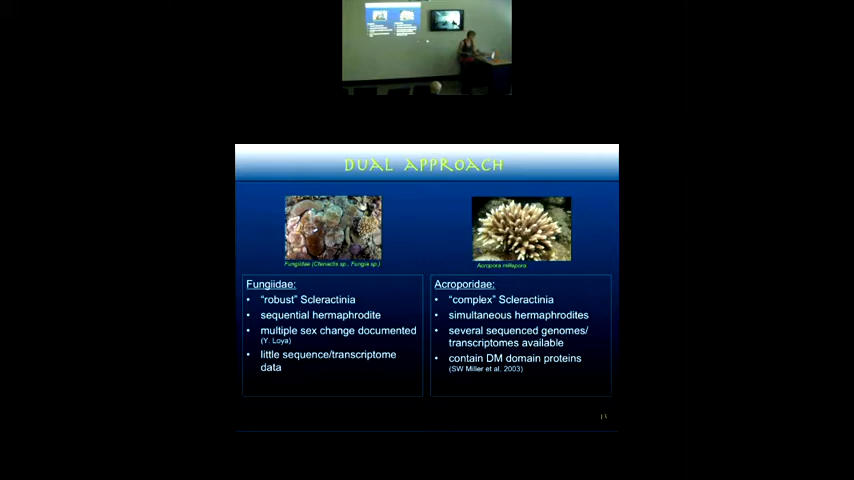 DUAL APPROACH
Fungiidae (Ctenactis sp., Fungia sp.)
Acropora millepora
Fungiidae:
• "robust" Scleractinia
• sequential hermaphrodite
• multiple sex change documented
(Y. Loya)
• little sequence/transcriptome
data
Acroporidae:
• "complex" Scleractinia
• simultaneous hermaphrodites
• several sequenced genomes/
transcriptomes available
• contain DM domain proteins
(SW Miller et al. 2003)